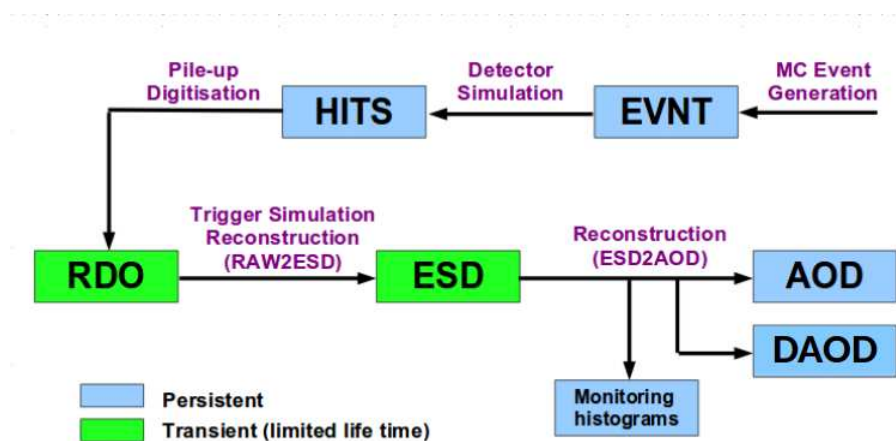 Pile-up
Digitisation
Detector
Simulation
MC Event
Generation
HITS
EVNT
Trigger Simulation
Reconstruction
(RAW2ESD)
Reconstruction
(ESD2AOD)
RDO
ESD
AOD
DAOD
Monitoring
histograms
Persistent
Transient (limited life time)